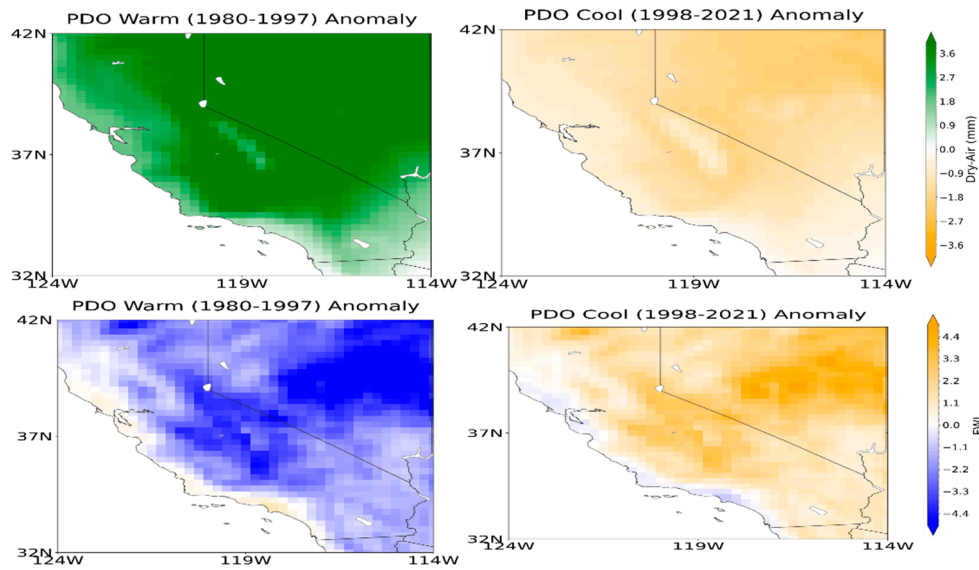 PDO Warm (1980-1997) Anomaly
PDO Cool (1998-2021) Anomaly
42N
37N
32N
124W
119W
114W
42N
37N
32N
124W
119W
114W
3.6
2.7
1.8
0.9
0.0
−0.9
−1.8
−2.7
−3.6
Dry-Air (mm)
PDO Warm (1980-1997) Anomaly
PDO Cool (1998-2021) Anomaly
42N
37N
32N
124W
119W
114W
42N
37N
32N
124W
119W
114W
4.4
3.3
2.2
1.1
0.0
−1.1
−2.2
−3.3
−4.4